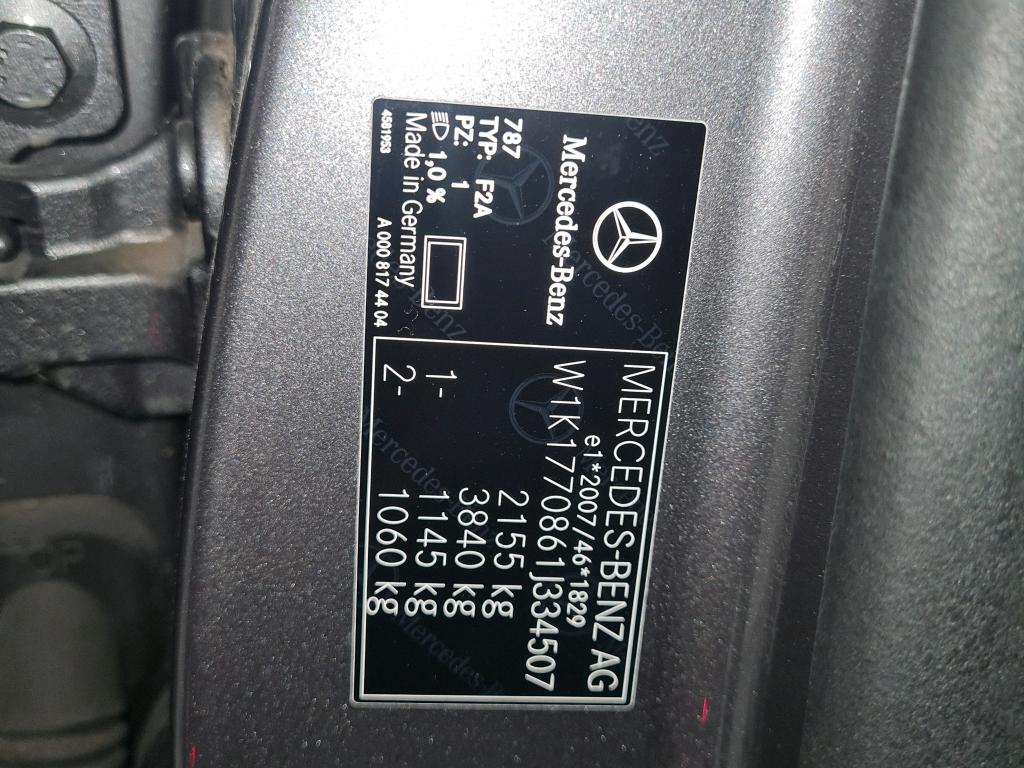 Mercedes-Benz
787
TYP: F2A
PZ: 1
1,0 %
Made in Germany
4581953
A 000 817 44 04
MERCEDES-BENZ AG
e1*2007/46*1829
W1K1770861J334507
2155 kg
3840 kg
1- 1145 kg
2- 1060 kg